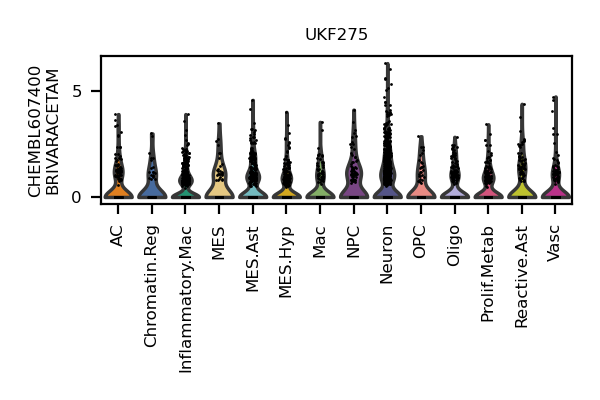 UKF275
CHEMBL607400
BRIVARACETAM
5
0
AC
Chromatin.Reg
Inflammatory.Mac
MES
MES.Ast
MES.Hyp
Mac
NPC
Neuron
OPC
Oligo
Prolif.Metab
Reactive.Ast
Vasc